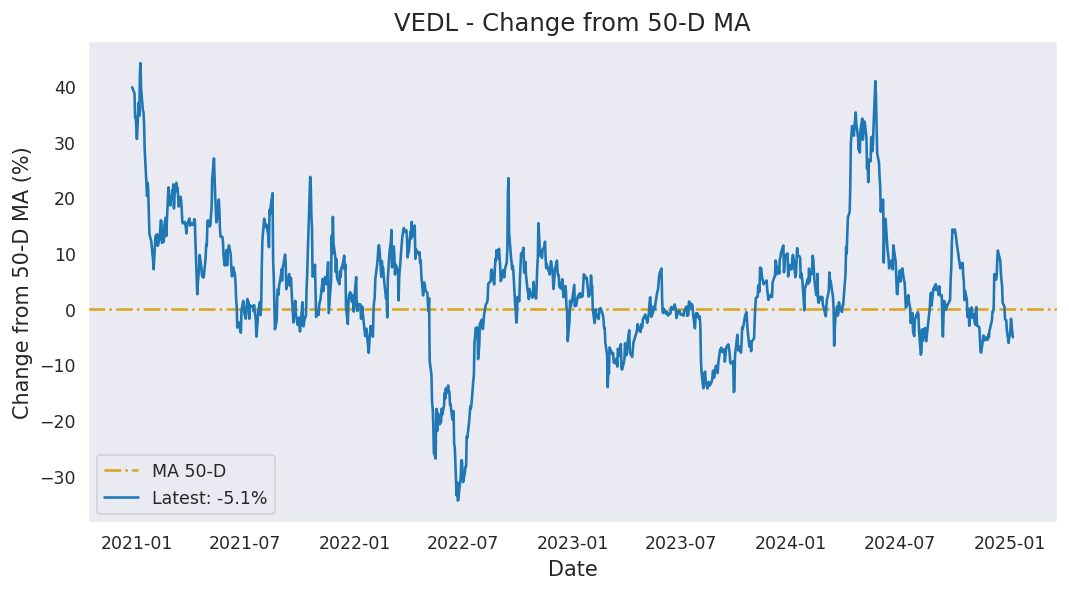 VEDL - Change from 50-D MA
Change from 50-D MA (%)
40
30
20
10
0
−10
−20
−30
MA 50-D
Latest: -5.1%
2021-01 2021-07 2022-01 2022-07 2023-01 2023-07 2024-01 2024-07 2025-01
Date